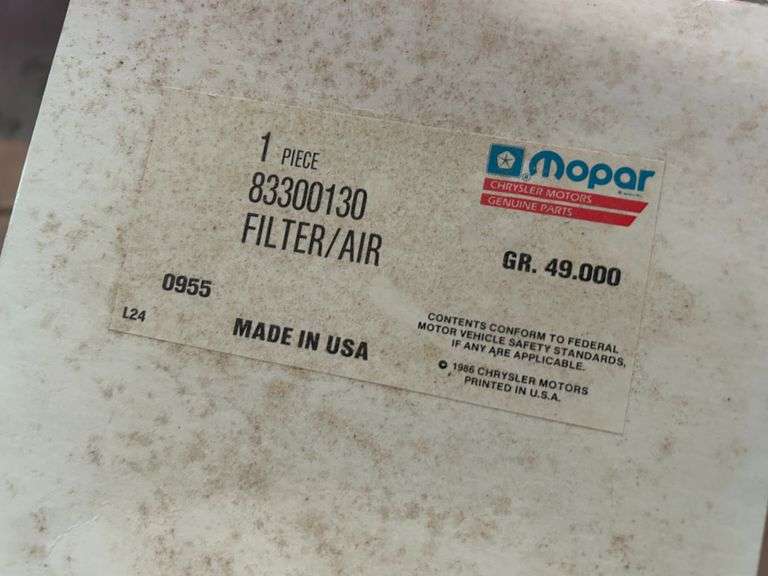 1 PIECE
83300130
FILTER/AIR
0955
L24
MADE IN USA
Mopar
CHRYSLER MOTORS
GENUINE PARTS
GR. 49.000
CONTENTS CONFORM TO FEDERAL
MOTOR VEHICLE SAFETY STANDARDS,
IF ANY ARE APPLICABLE.
© 1986 CHRYSLER MOTORS
PRINTED IN U.S.A.